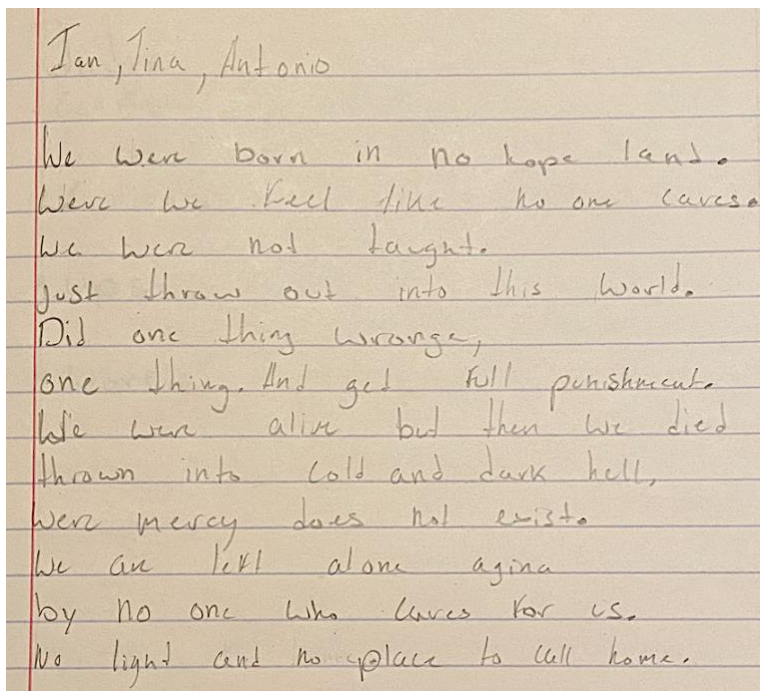 Ian, Tina, Antonio
We were born in no hope land.
Were we feel like no one cares.
We were not taught.
just throw out into this world.
Did one thing wronge,
one thing. And get full punishment.
We were alive but then we died
thrown into cold and dark hell,
were mercy does not exist.
We are left alone agina
by no one who cares for us.
No light and no place to call home.